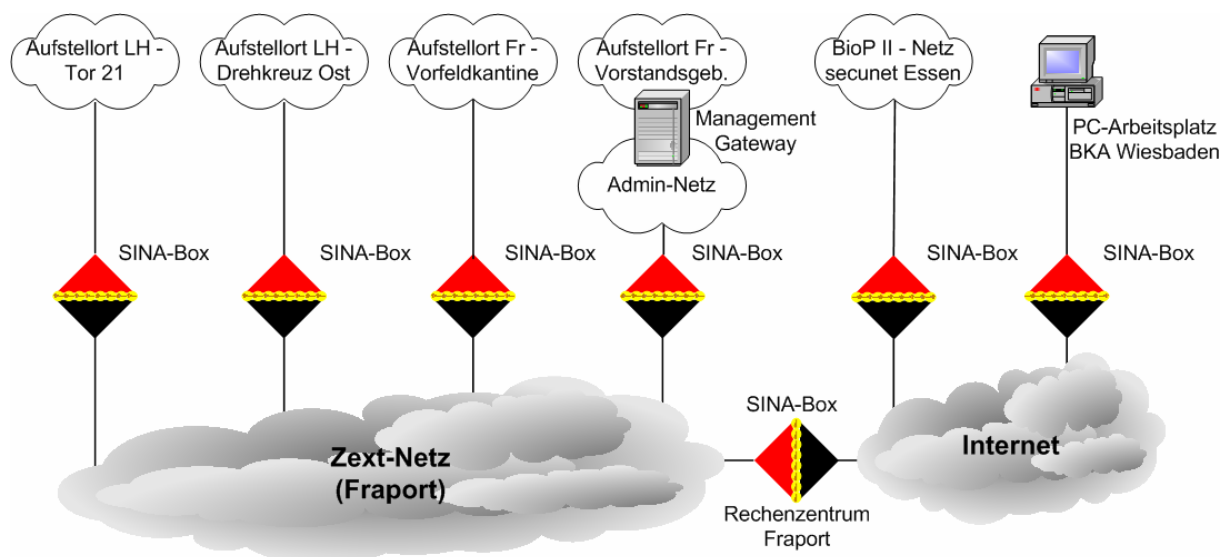 Aufstellort LH -
Tor 21
Aufstellort LH -
Drehkreuz Ost
Aufstellort Fr -
Vorfeldkantine
Aufstellort Fr -
Vorstandsgeb.
BioP II - Netz
secunet Essen
Management
Gateway
PC-Arbeitsplatz
BKA Wiesbaden
Admin-Netz
SINA-Box
SINA-Box
SINA-Box
SINA-Box
SINA-Box
SINA-Box
SINA-Box
Zext-Netz
(Fraport)
Internet
Rechenzentrum
Fraport